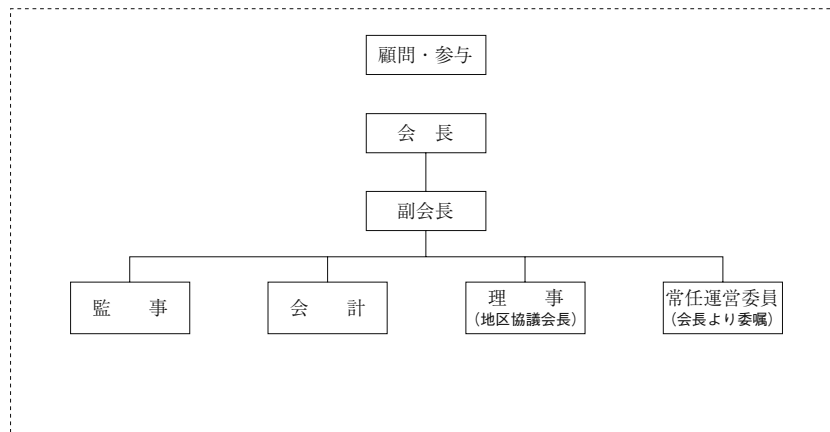 顧問・参与
会　長
副会長
監　　事
会　　計
理　　事
（地区協議会長）
常任運営委員
（会長より委嘱）